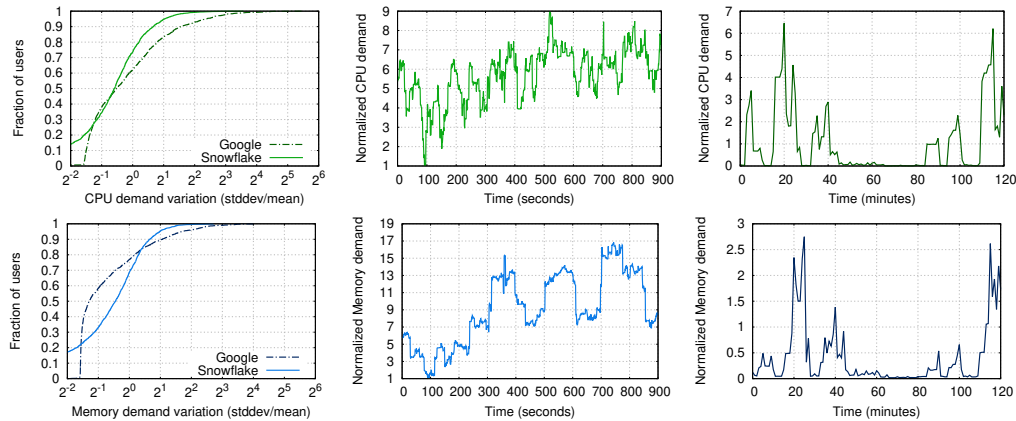 Fraction of users
1
0.9
0.8
0.7
0.6
0.5
0.4
0.3
0.2
0.1
0
Google
Snowflake
2^-2 2^-1 2^0 2^1 2^2 2^3 2^4 2^5 2^6
CPU demand variation (stddev/mean)
Normalized CPU demand
9
8
7
6
5
4
3
2
1
0 100 200 300 400 500 600 700 800 900
Time (seconds)
Normalized CPU demand
7
6
5
4
3
2
1
0
0 20 40 60 80 100 120
Time (minutes)
Fraction of users
1
0.9
0.8
0.7
0.6
0.5
0.4
0.3
0.2
0.1
0
Google
Snowflake
2^-2 2^-1 2^0 2^1 2^2 2^3 2^4 2^5 2^6
Memory demand variation (stddev/mean)
Normalized Memory demand
19
17
15
13
11
9
7
5
3
1
0 100 200 300 400 500 600 700 800 900
Time (seconds)
Normalized Memory demand
3
2.5
2
1.5
1
0.5
0
0 20 40 60 80 100 120
Time (minutes)